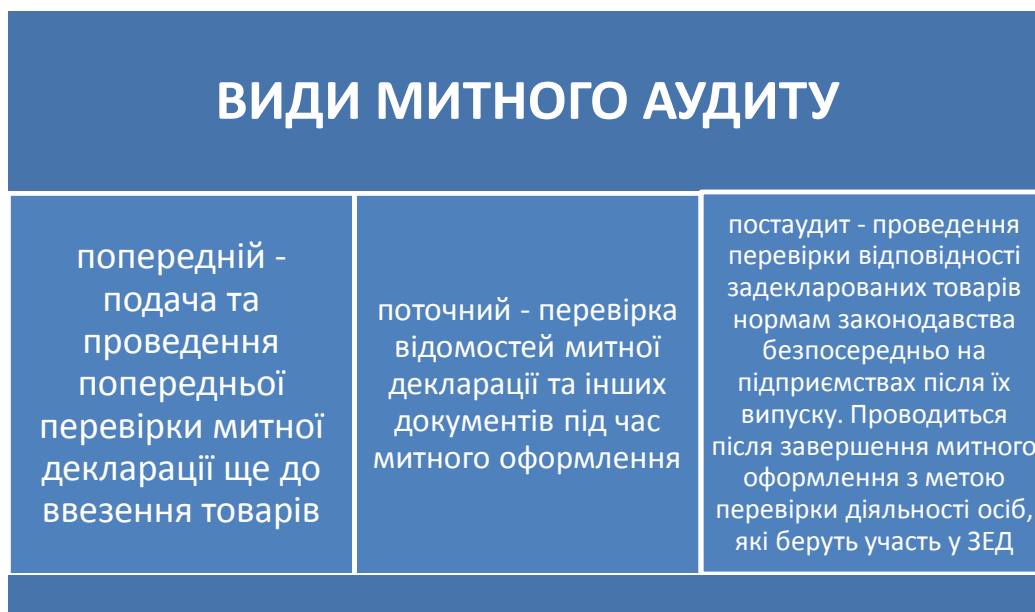 ВИДИ МИТНОГО АУДИТУ
попередній -
подача та
проведення
попередньої
перевірки митної
декларації ще до
ввезення товарів
поточний - перевірка
відомостей митної
декларації та інших
документів під час
митного оформлення
постаудит - проведення
перевірки відповідності
задекларованих товарів
нормам законодавства
безпосередньо на
підприємствах після їх
випуску. Проводиться
після завершення митного
оформлення з метою
перевірки діяльності осіб,
які беруть участь у ЗЕД